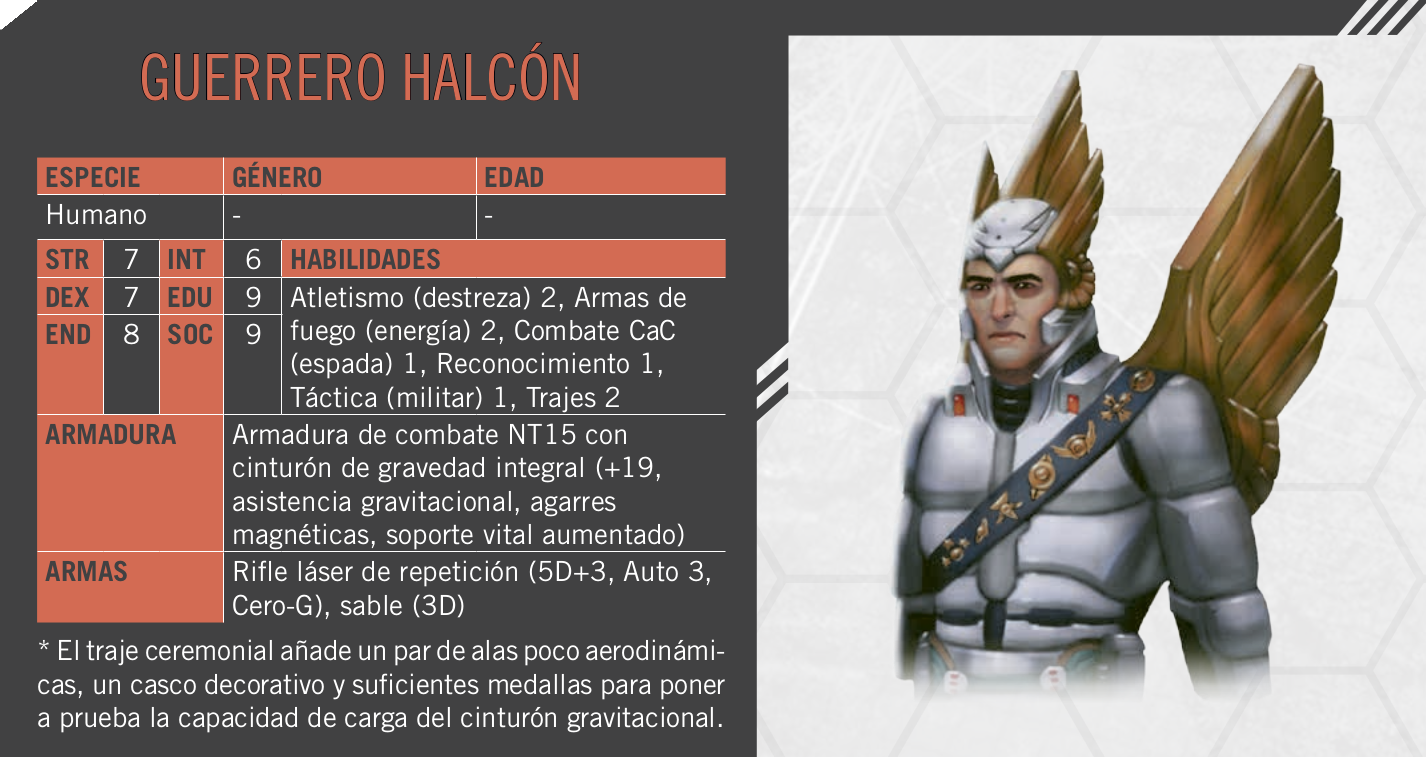 GUERRERO HALCÓN
ESPECIE GÉNERO EDAD
Humano - -
STR 7 INT 6 HABILIDADES
DEX 7 EDU 9 Atletismo (destreza) 2, Armas de
fuego (energía) 2, Combate CaC
END 8 SOC 9
(espada) 1, Reconocimiento 1,
Táctica (militar) 1, Trajes 2
ARMADURA Armadura de combate NT15 con
cinturón de gravedad integral (+19,
asistencia gravitacional, agarres
magnéticas, soporte vital aumentado)
ARMAS Rifle láser de repetición (5D+3, Auto 3,
Cero-G), sable (3D)
* El traje ceremonial añade un par de alas poco aerodinámi-
cas, un casco decorativo y suficientes medallas para poner
a prueba la capacidad de carga del cinturón gravitacional.